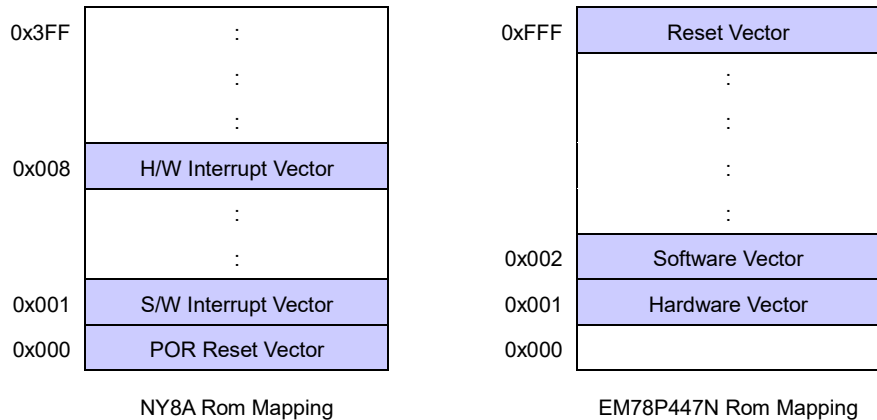 0x3FF : 0xFFF Reset Vector
: :
: :
0x008 H/W Interrupt Vector :
: :
: 0x002 Software Vector
0x001 S/W Interrupt Vector 0x001 Hardware Vector
0x000 POR Reset Vector 0x000
NY8A Rom Mapping EM78P447N Rom Mapping